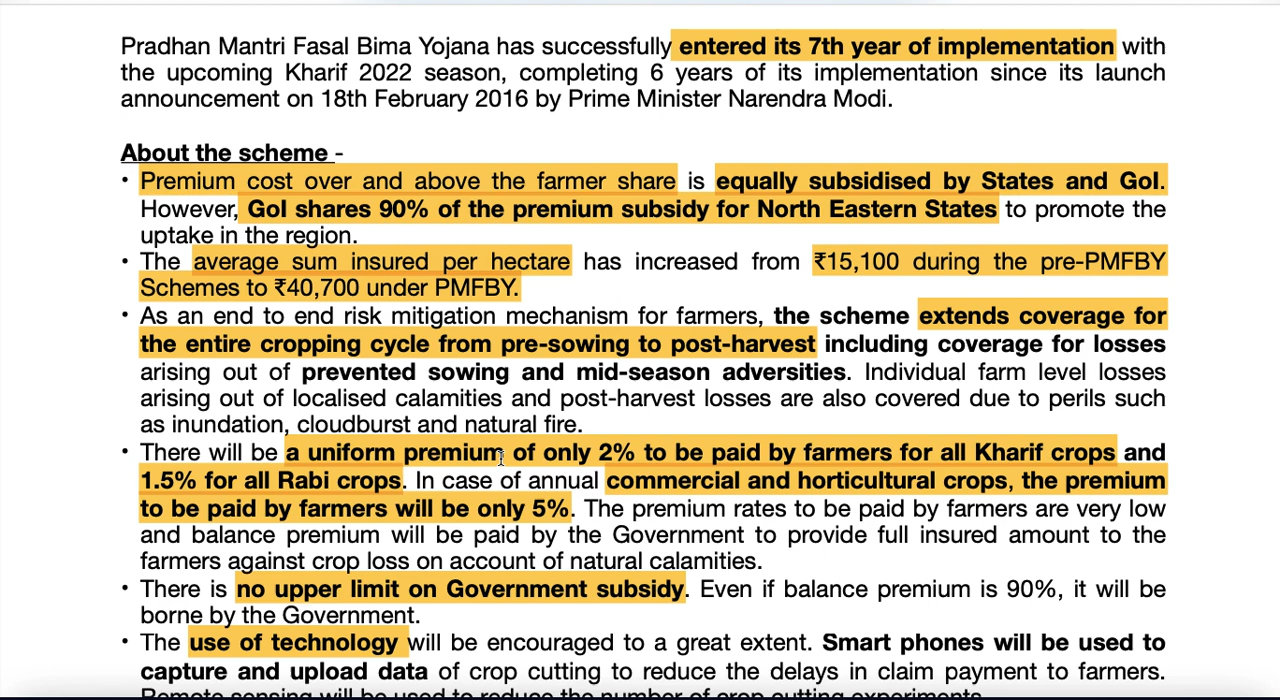 Pradhan Mantri Fasal Bima Yojana has successfully entered its 7th year of implementation with
the upcoming Kharif 2022 season, completing 6 years of its implementation since its launch
announcement on 18th February 2016 by Prime Minister Narendra Modi.
About the scheme -
• Premium cost over and above the farmer share is equally subsidised by States and GoI.
However, GoI shares 90% of the premium subsidy for North Eastern States to promote the
uptake in the region.
• The average sum insured per hectare has increased from ₹15,100 during the pre-PMFBY
Schemes to ₹40,700 under PMFBY.
• As an end to end risk mitigation mechanism for farmers, the scheme extends coverage for
the entire cropping cycle from pre-sowing to post-harvest including coverage for losses
arising out of prevented sowing and mid-season adversities. Individual farm level losses
arising out of localised calamities and post-harvest losses are also covered due to perils such
as inundation, cloudburst and natural fire.
• There will be a uniform premium of only 2% to be paid by farmers for all Kharif crops and
1.5% for all Rabi crops. In case of annual commercial and horticultural crops, the premium
to be paid by farmers will be only 5%. The premium rates to be paid by farmers are very low
and balance premium will be paid by the Government to provide full insured amount to the
farmers against crop loss on account of natural calamities.
• There is no upper limit on Government subsidy. Even if balance premium is 90%, it will be
borne by the Government.
• The use of technology will be encouraged to a great extent. Smart phones will be used to
capture and upload data of crop cutting to reduce the delays in claim payment to farmers.
Remote sensing will be used to reduce the number of crop cutting experiments.